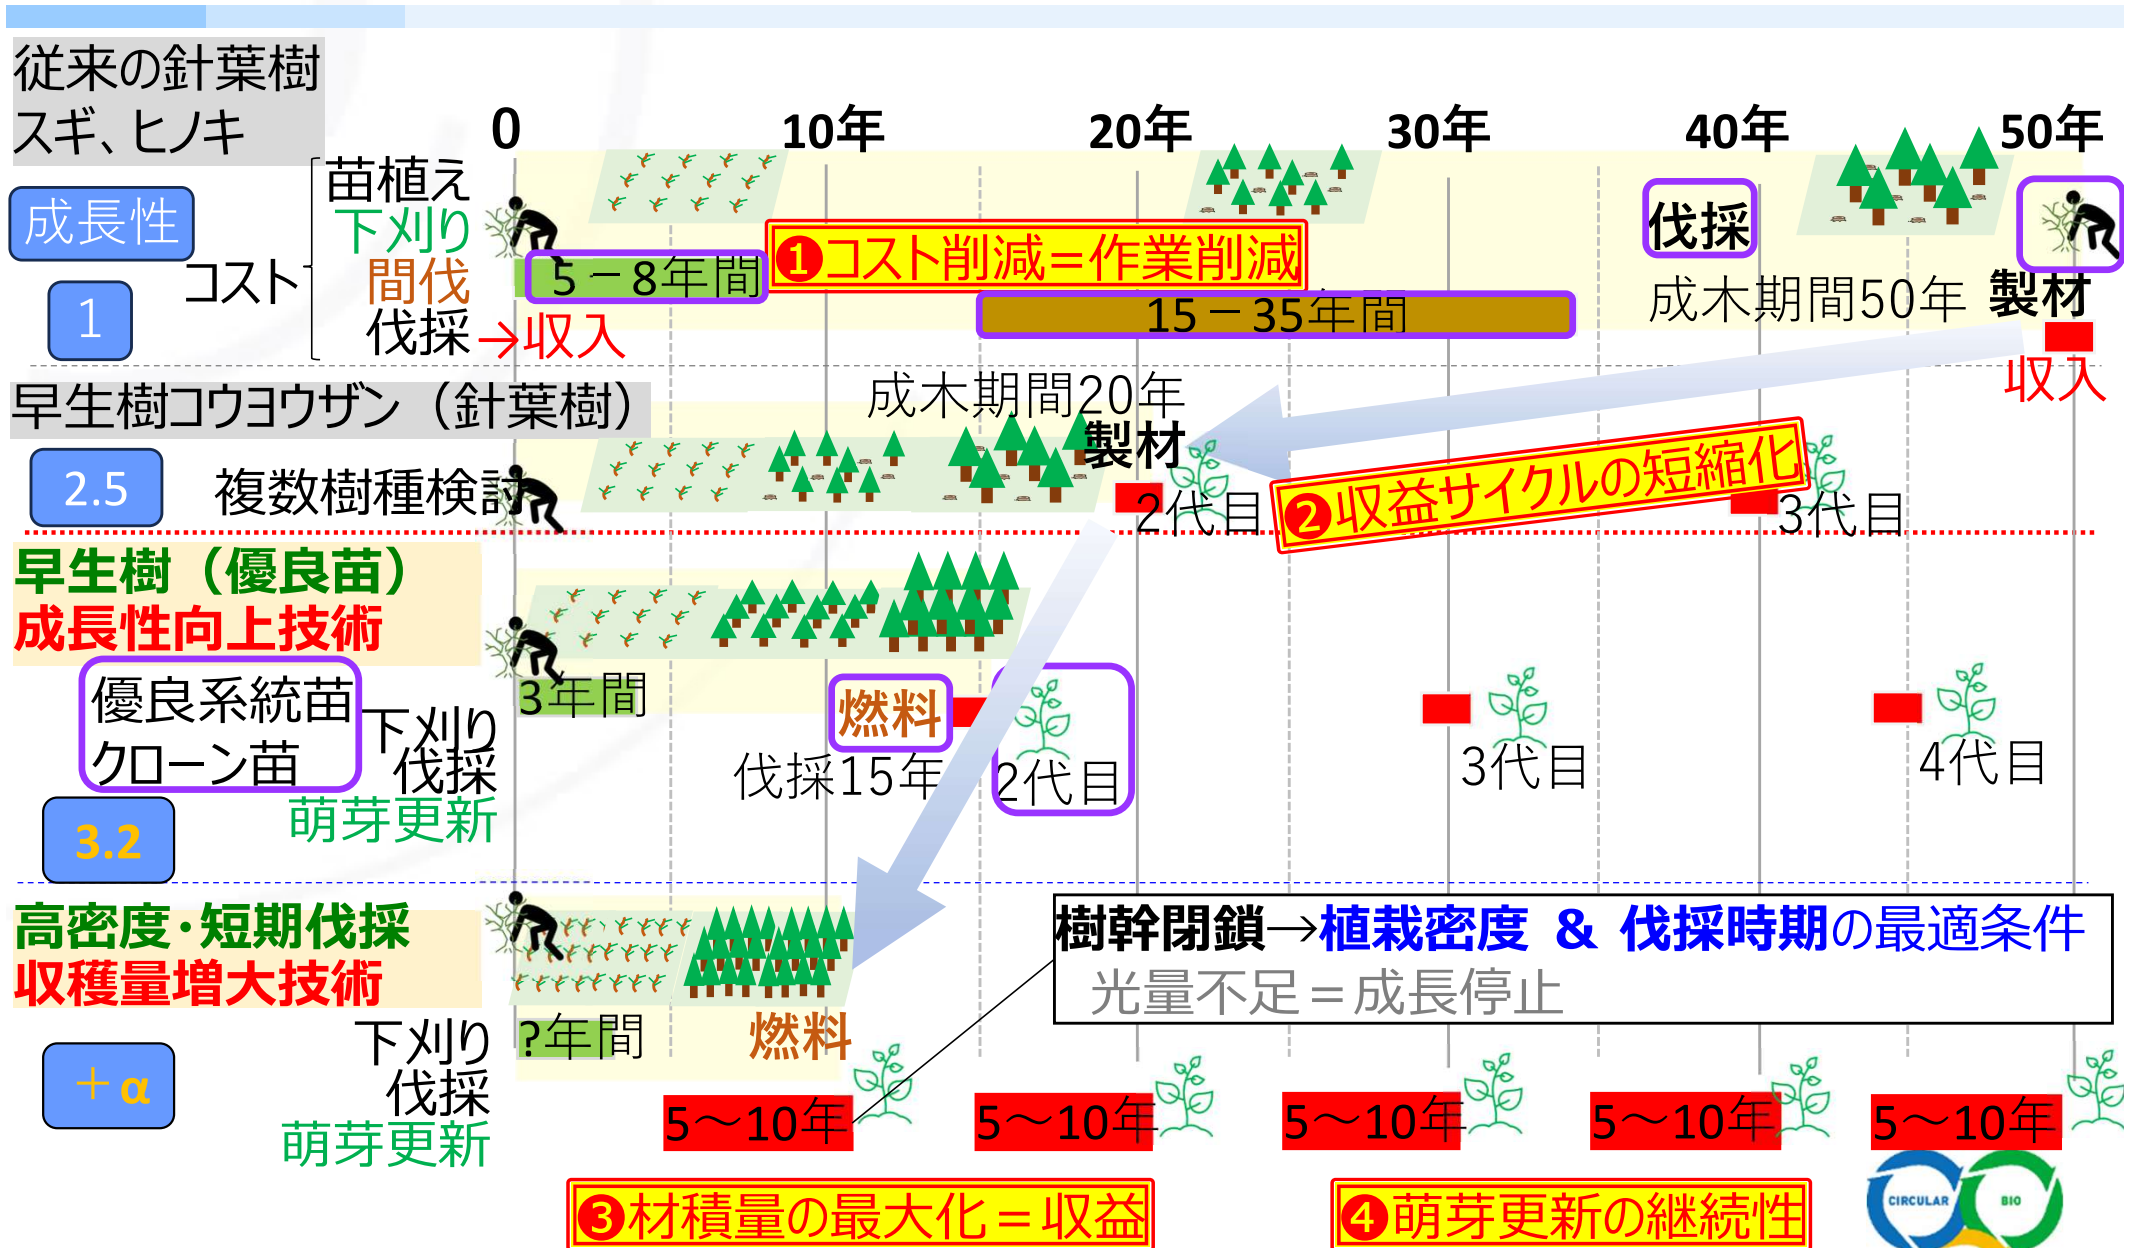 従来の針葉樹
スギ、ヒノキ
0
10年
20年
30年
40年
50年
成長性
1
コスト
苗植え
下刈り
間伐
伐採
→収入
5－8年間
❶コスト削減=作業削減
15－35年間
伐採
成木期間50年
製材
収入
早生樹コウヨウザン（針葉樹）
2.5
複数樹種検討
成木期間20年
製材
2代目
❷収益サイクルの短縮化
3代目
早生樹（優良苗）
成長性向上技術
優良系統苗
クローン苗
下刈り
伐採
萌芽更新
3.2
3年間
燃料
伐採15年
2代目
3代目
4代目
高密度・短期伐採
収穫量増大技術
下刈り
伐採
萌芽更新
＋α
?年間
燃料
樹幹閉鎖→植栽密度 & 伐採時期の最適条件
光量不足＝成長停止
5～10年
5～10年
5～10年
5～10年
5～10年
❸材積量の最大化＝収益
❹萌芽更新の継続性
CIRCULAR
BIO